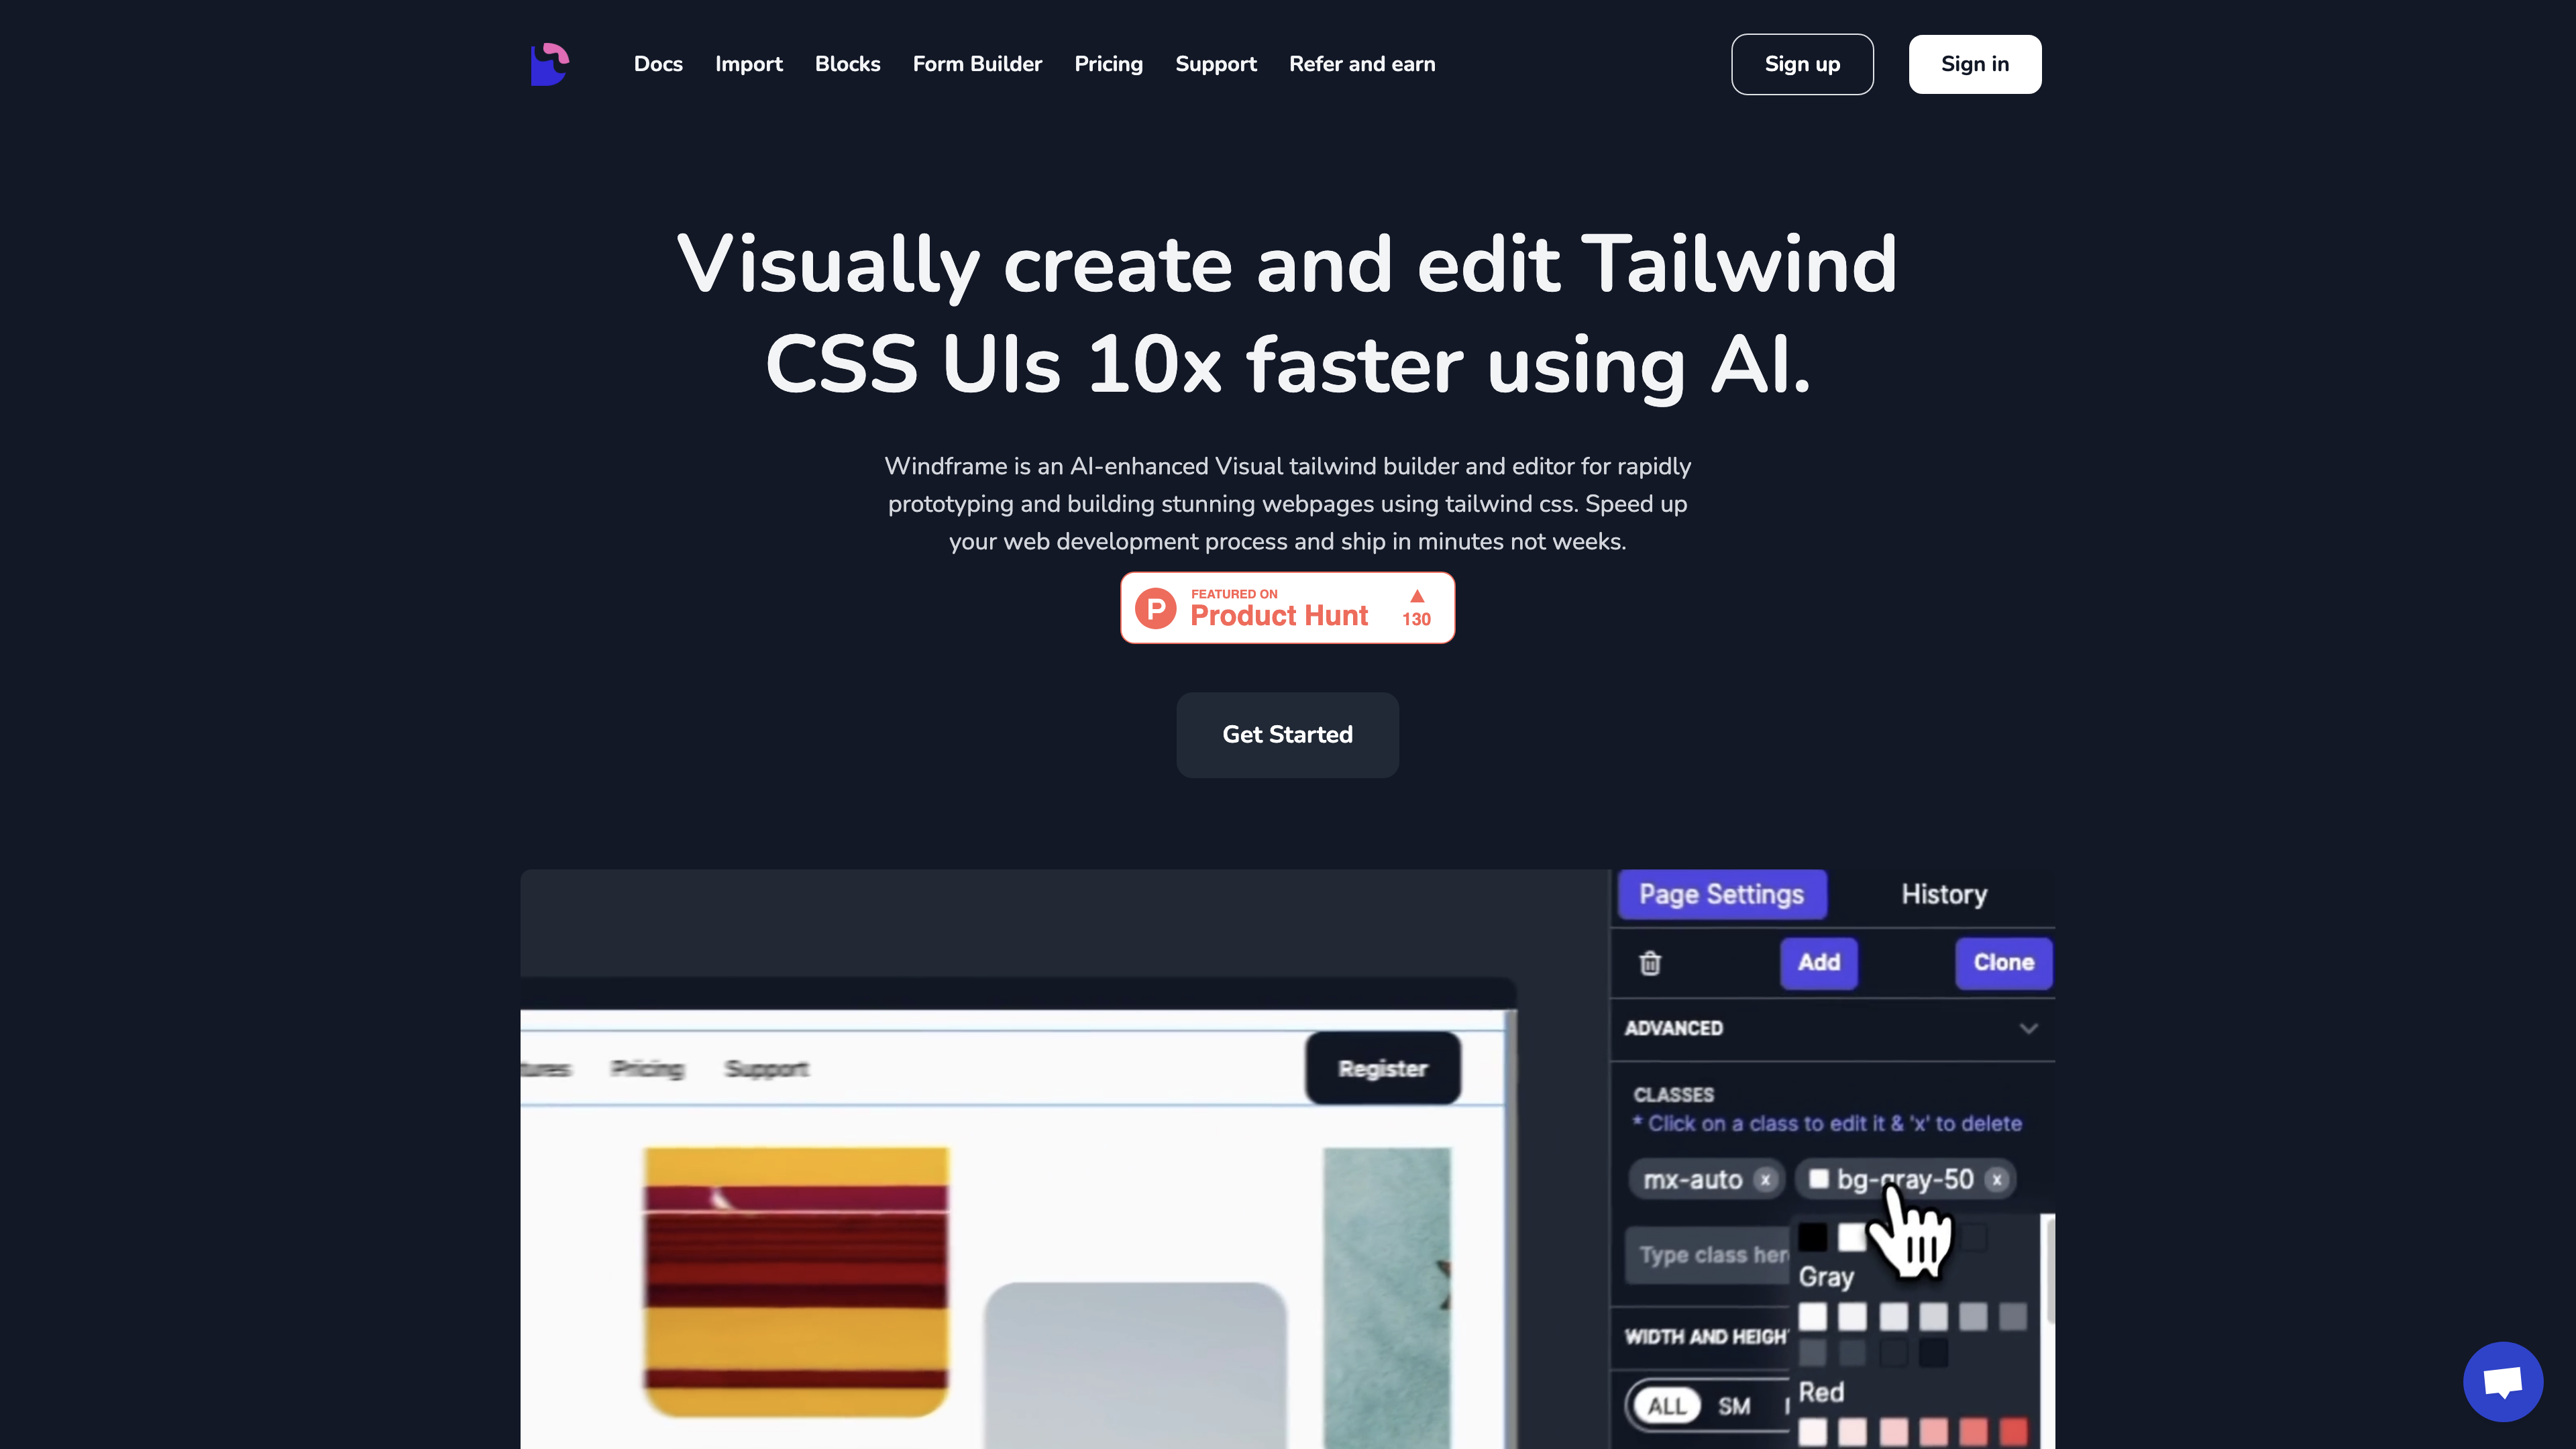 Docs Import Blocks Form Builder Pricing Support Refer and earn Sign up Sign in
Visually create and edit Tailwind
CSS UIs 10x faster using AI.
Windframe is an AI-enhanced Visual tailwind builder and editor for rapidly
prototyping and building stunning webpages using tailwind css. Speed up
your web development process and ship in minutes not weeks.
P
FEATURED ON
Product Hunt
130
Get Started
Page Settings History
Add Clone
ADVANCED
Pricing Support Register
CLASSES
* Click on a class to edit it & 'x' to delete
mx-auto x bg-gray-50 x
Type class her
Gray
WIDTH AND HEIGH
Red
ALL SM